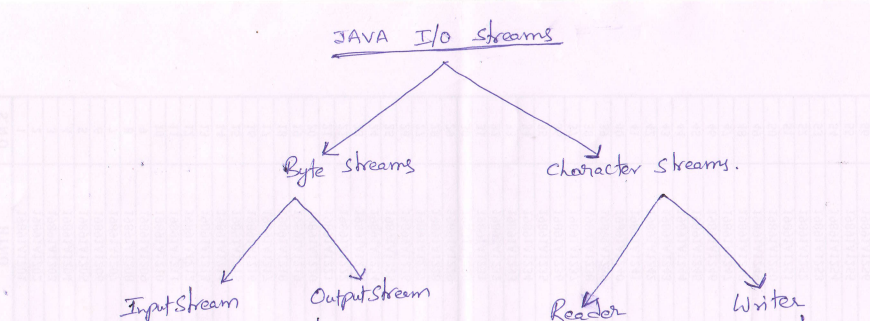 JAVA I/O Streams
Byte Streams
Character Streams.
InputStream
OutputStream
Reader
Writer